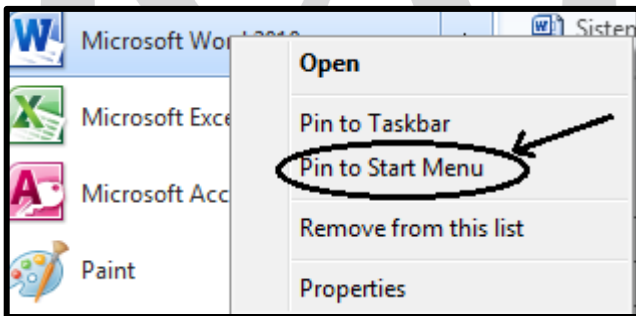 Microsoft Wor
Sisten
Open
Microsoft Exce
Pin to Taskbar
Pin to Start Menu
Microsoft Acc
Remove from this list
Paint
Properties